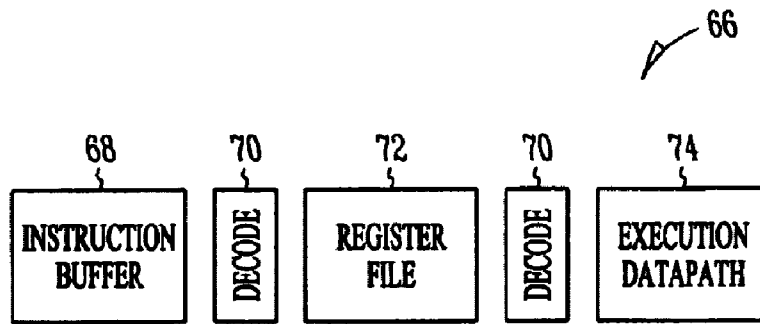 66
68
70
72
70
74
INSTRUCTION
BUFFER
DECODE
REGISTER
FILE
DECODE
EXECUTION
DATAPATH